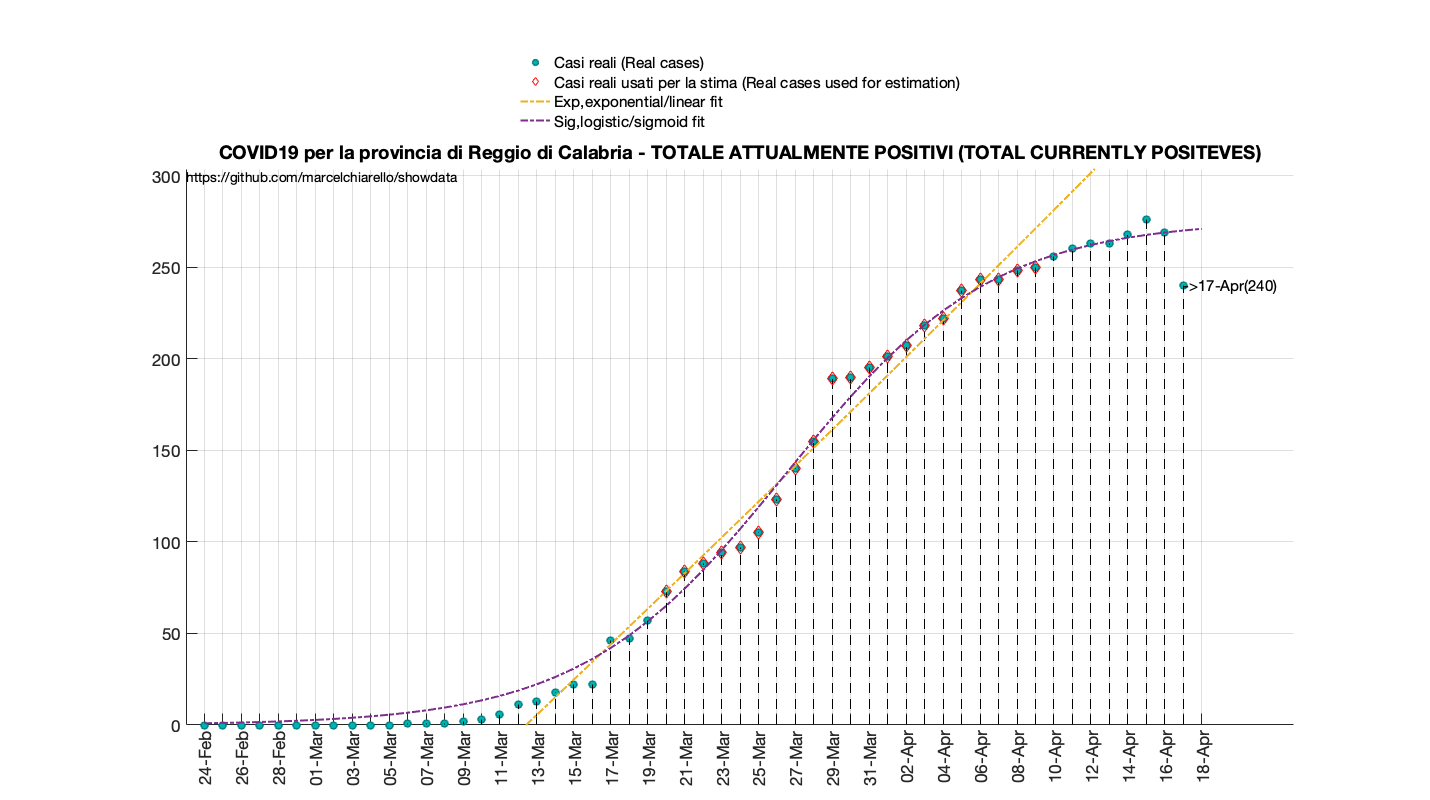 Casi reali (Real cases)
Casi reali usati per la stima (Real cases used for estimation)
Exp,exponential/linear fit
Sig,logistic/sigmoid fit
COVID19 per la provincia di Reggio di Calabria - TOTALE ATTUALMENTE POSITIVI (TOTAL CURRENTLY POSITEVES)
https://github.com/marcelchiarello/showdata
300
250
200
150
100
50
0
>17-Apr(240)
24-Feb
26-Feb
28-Feb
01-Mar
03-Mar
05-Mar
07-Mar
09-Mar
11-Mar
13-Mar
15-Mar
17-Mar
19-Mar
21-Mar
23-Mar
25-Mar
27-Mar
29-Mar
31-Mar
02-Apr
04-Apr
06-Apr
08-Apr
10-Apr
12-Apr
14-Apr
16-Apr
18-Apr